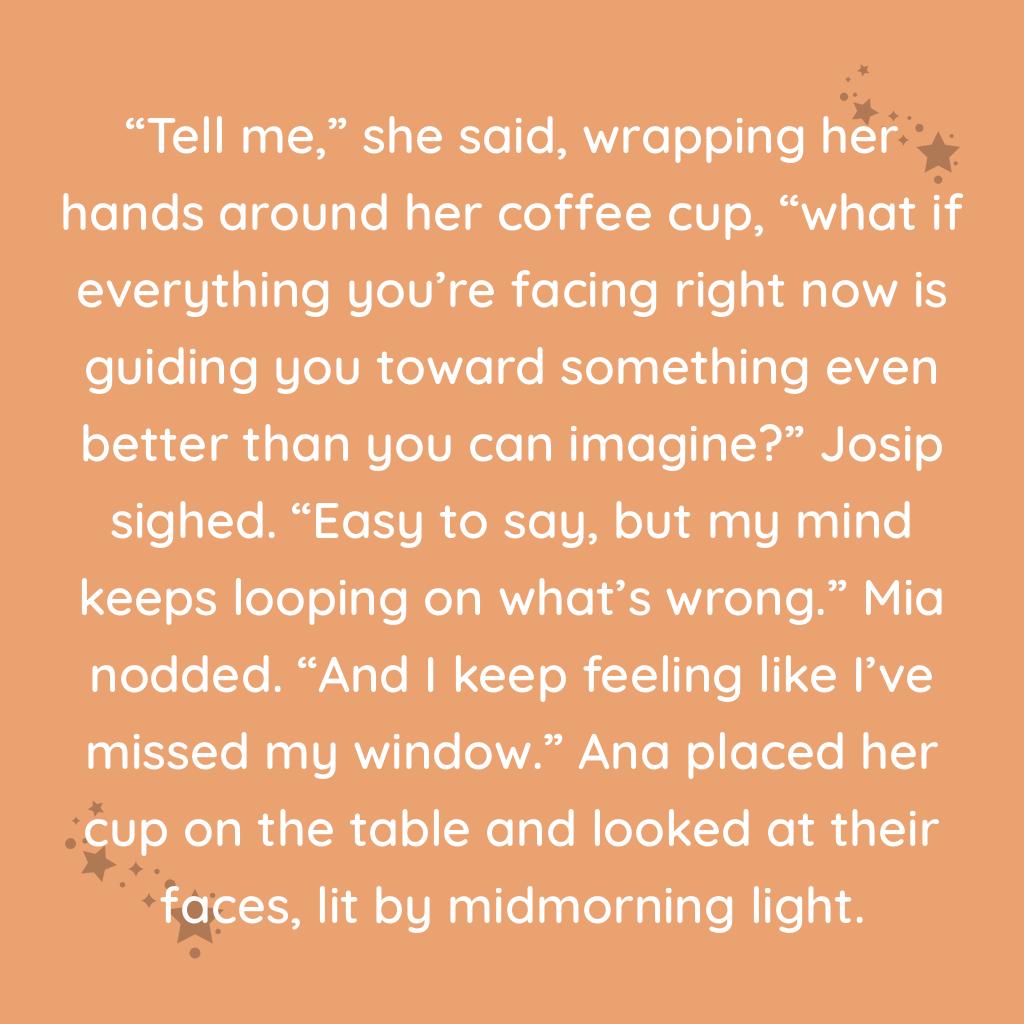 “Tell me,” she said, wrapping her
hands around her coffee cup, “what if
everything you’re facing right now is
guiding you toward something even
better than you can imagine?” Josip
sighed. “Easy to say, but my mind
keeps looping on what’s wrong.” Mia
nodded. “And I keep feeling like I’ve
missed my window.” Ana placed her
cup on the table and looked at their
faces, lit by midmorning light.